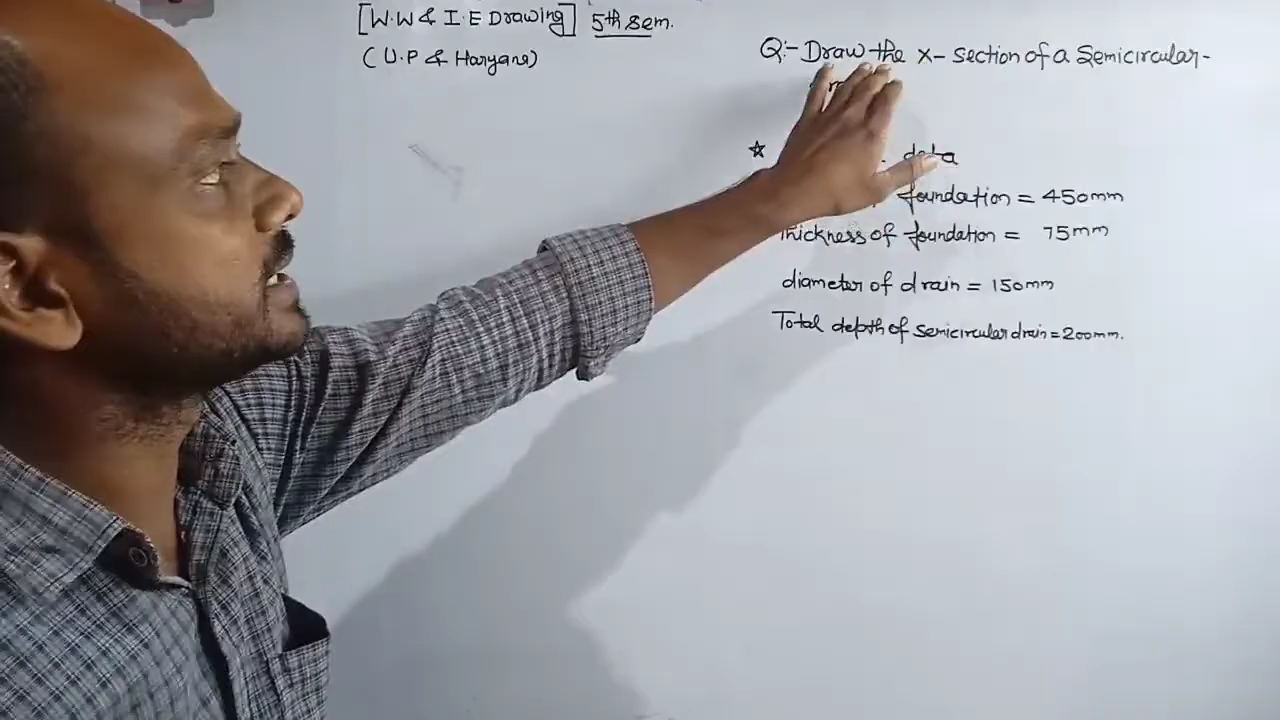 [W.W & I.E Drawing] 5th sem.
(U.P & Haryana)
Q:- Draw the X- section of a Semicircular-
☆ data
foundation = 450mm
Thickness of foundation = 75mm
diameter of drain = 150mm
Total depth of semicircular drain = 200mm.